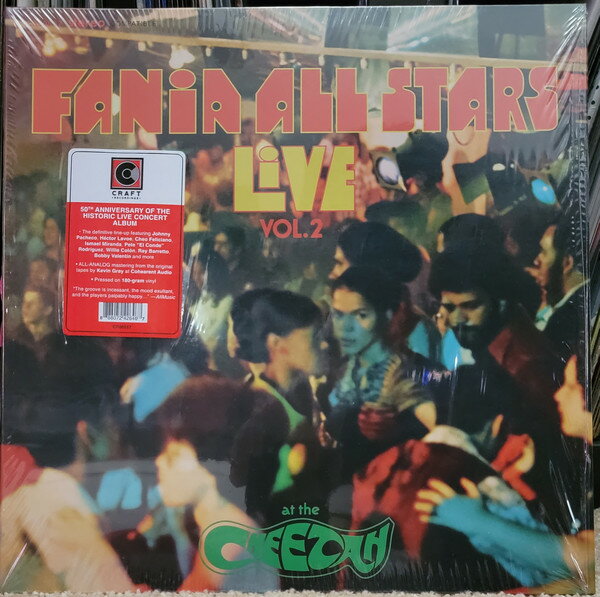 STEREO COMPATIBLE
FANIA ALL STARS
LIVE
VOL. 2
C
CRAFT
RECORDINGS
50TH ANNIVERSARY OF THE
HISTORIC LIVE CONCERT
ALBUM
• The definitive line-up featuring Johnny
Pacheco, Héctor Lavoe, Cheo Feliciano,
Ismael Miranda, Pete "El Conde"
Rodríguez, Willie Colón, Ray Barretto,
Bobby Valentín and more
• ALL-ANALOG mastering from the original
tapes by Kevin Gray at Cohearent Audio
• Pressed on 180-gram vinyl
"The groove is incessant, the mood exultant,
and the players palpably happy." —AllMusic
at the
CHEETAH